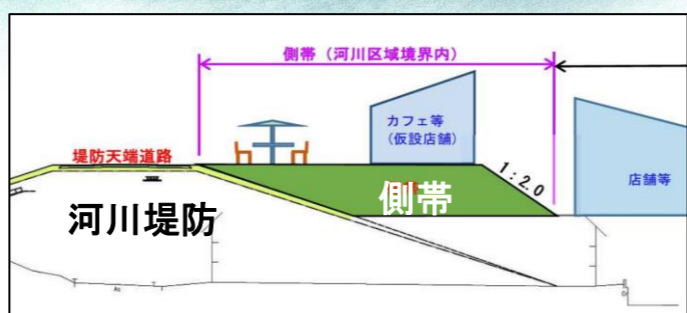 側帯（河川区域境界内）
カフェ等
（仮設店舗）
堤防天端道路
1：2.0
側帯
店舗等
河川堤防